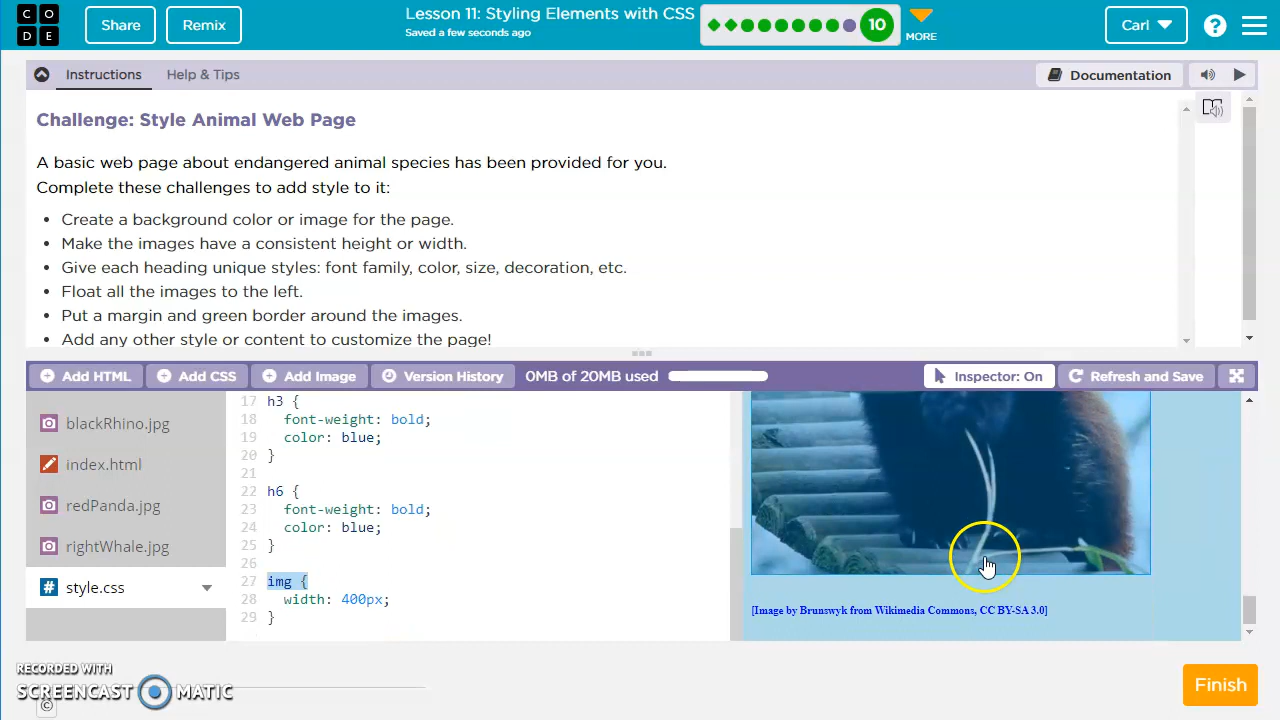 CO
DE
Share
Remix
Lesson 11: Styling Elements with CSS
Saved a few seconds ago
10
MORE
Carl
?
Instructions
Help & Tips
Documentation
Challenge: Style Animal Web Page
A basic web page about endangered animal species has been provided for you.
Complete these challenges to add style to it:
• Create a background color or image for the page.
• Make the images have a consistent height or width.
• Give each heading unique styles: font family, color, size, decoration, etc.
• Float all the images to the left.
• Put a margin and green border around the images.
• Add any other style or content to customize the page!
Add HTML
Add CSS
Add Image
Version History
0MB of 20MB used
Inspector: On
Refresh and Save
blackRhino.jpg
index.html
redPanda.jpg
rightWhale.jpg
# style.css
17 h3 {
18 font-weight: bold;
19 color: blue;
20 }
21
22 h6 {
23 font-weight: bold;
24 color: blue;
25 }
26
27 img {
28 width: 400px;
29 }
[Image by Brunswyk from Wikimedia Commons, CC BY-SA 3.0]
RECORDED WITH
SCREENCAST MATIC
©
Finish